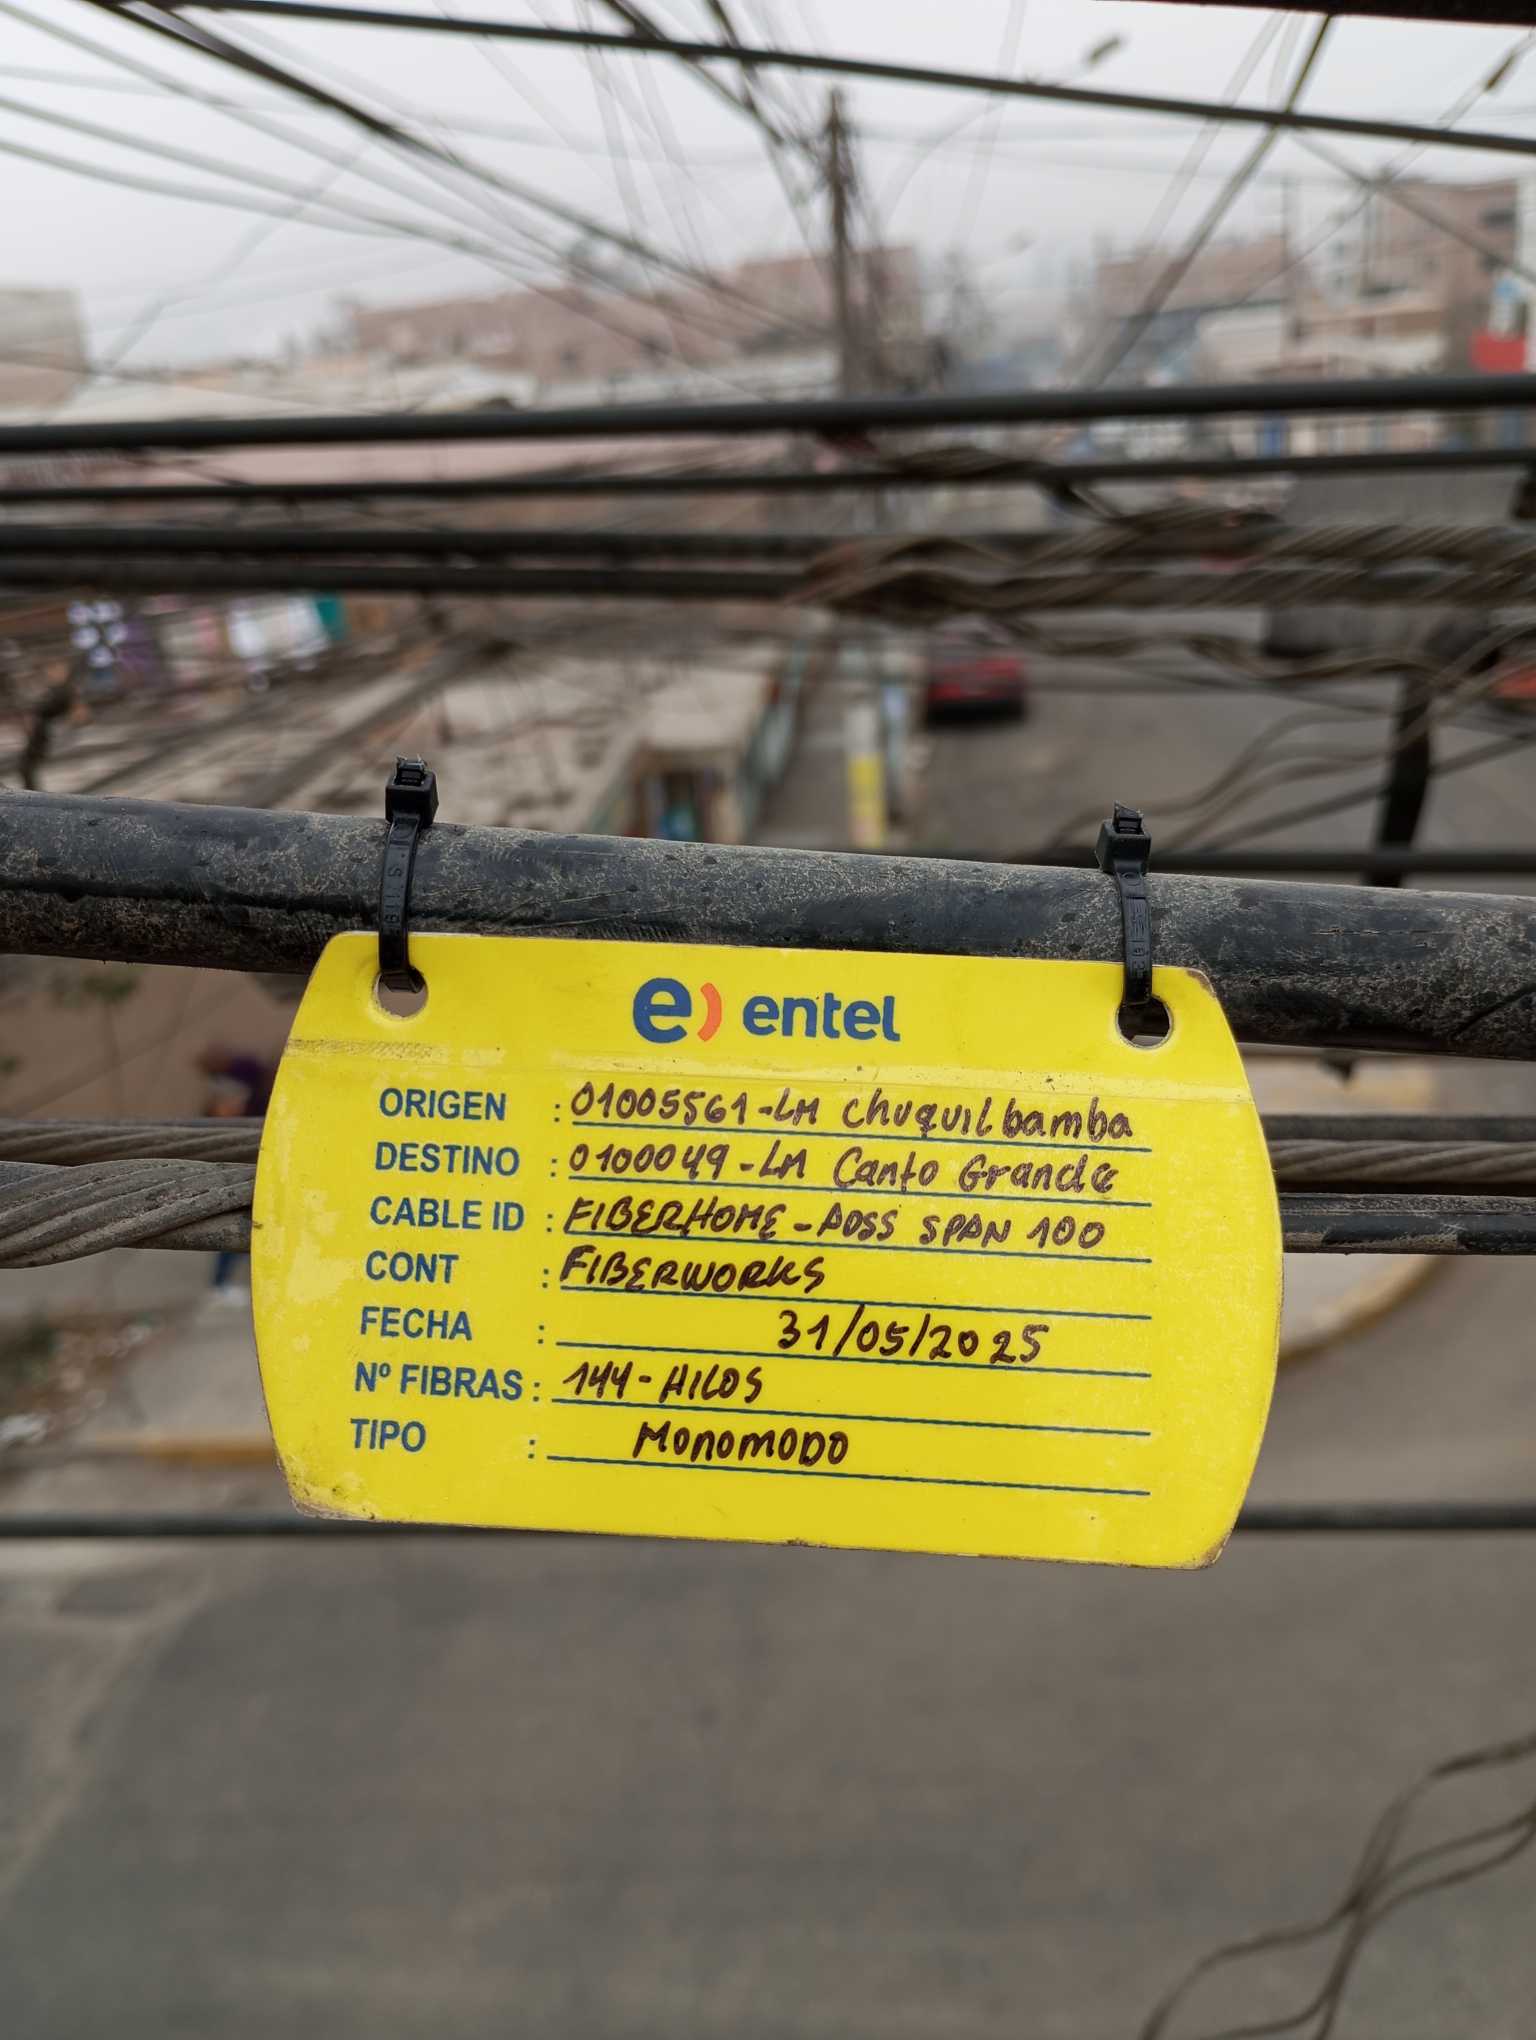 e) entel
ORIGEN : 01005561-LM Chuquilbamba
DESTINO : 0100049-LM Canto Grande
CABLE ID : FIBERHOME-ADSS SPAN 100
CONT : FIBERWORKS
FECHA : 31/05/2025
Nº FIBRAS : 144-HILOS
TIPO : MONOMODO